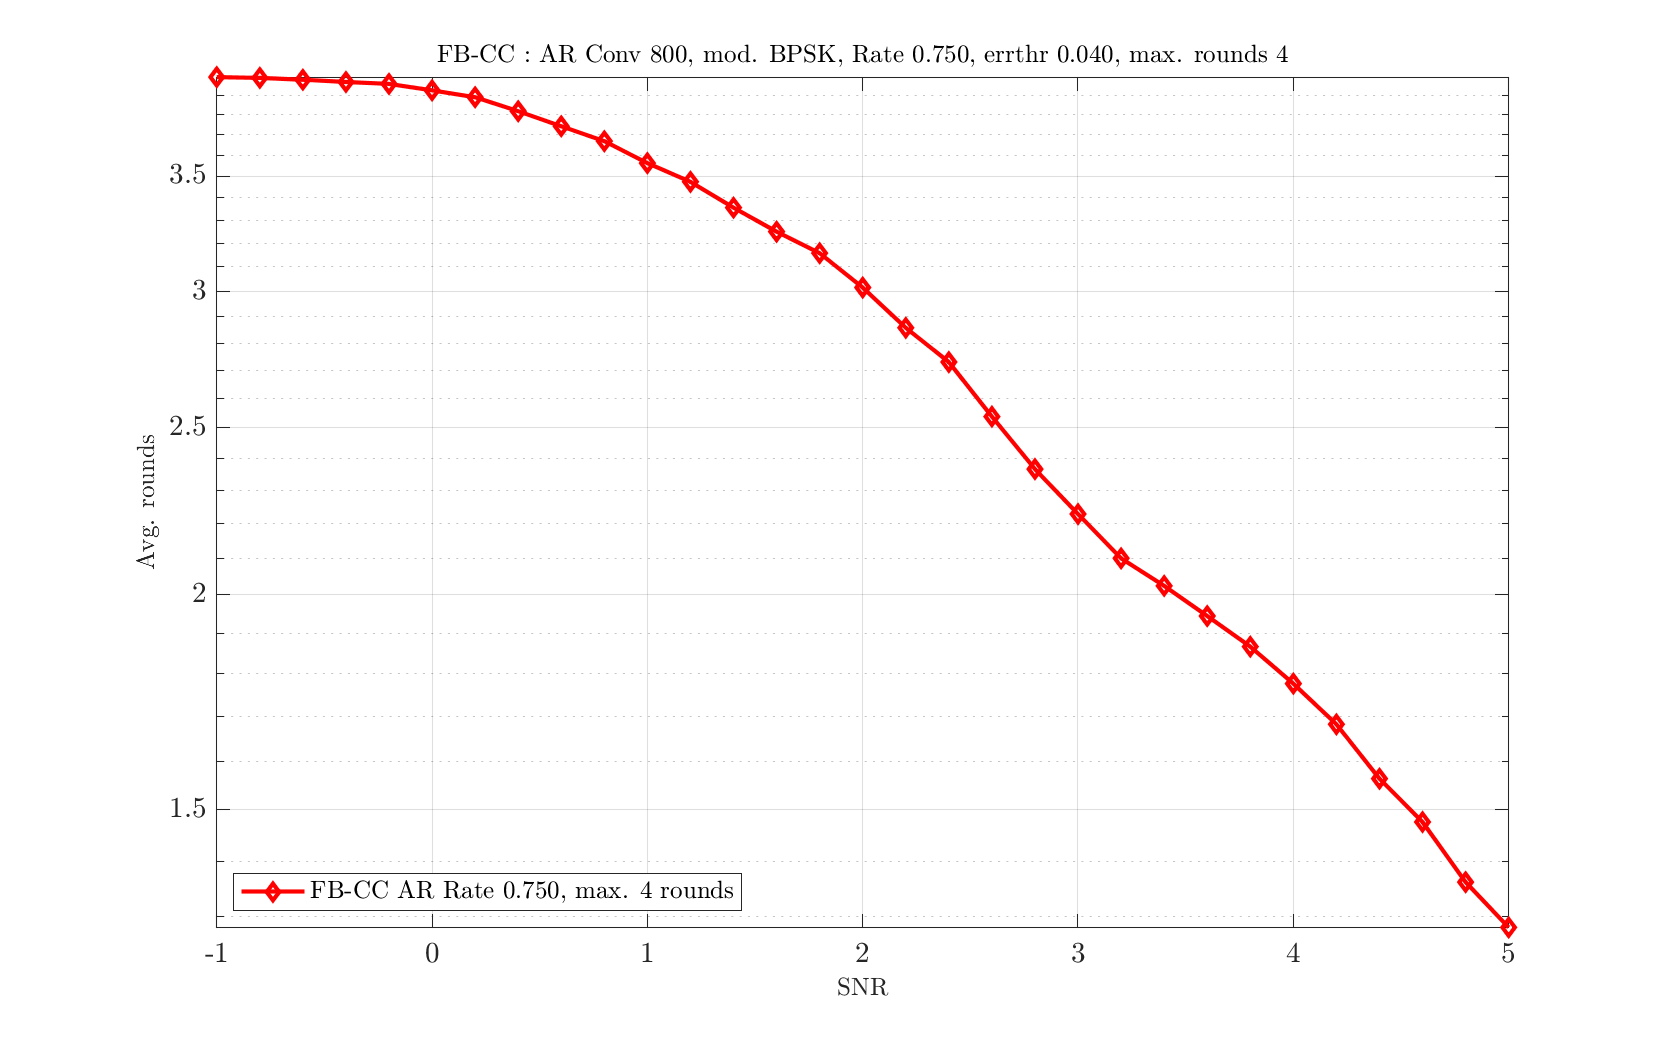 FB-CC : AR Conv 800, mod. BPSK, Rate 0.750, errthr 0.040, max. rounds 4
3.5
3
2.5
2
1.5
Avg. rounds
FB-CC AR Rate 0.750, max. 4 rounds
-1 0 1 2 3 4 5
SNR